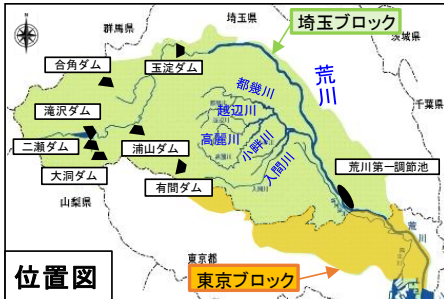 群馬県
埼玉県
埼玉ブロック
茨城県
合角ダム
玉淀ダム
荒川
都幾川
越辺川
千葉県
滝沢ダム
高麗川
小畔川
二瀬ダム
浦山ダム
入間川
荒川第一調節池
大洞ダム
有間ダム
山梨県
荒川
東京都
位置図
東京ブロック